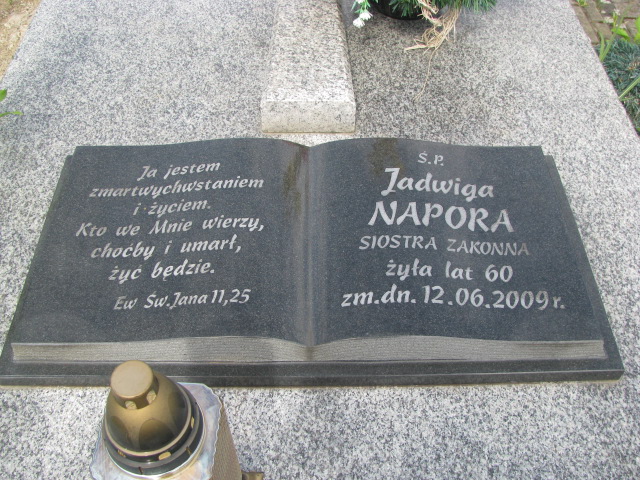 Ja jestem
zmartwychwstaniem
i życiem.
Kto we Mnie wierzy,
choćby i umarł,
żyć będzie.
Ew Św.Jana 11,25
Ś.P.
Jadwiga
NAPORA
SIOSTRA ZAKONNA
żyła lat 60
zm.dn. 12.06.2009r.